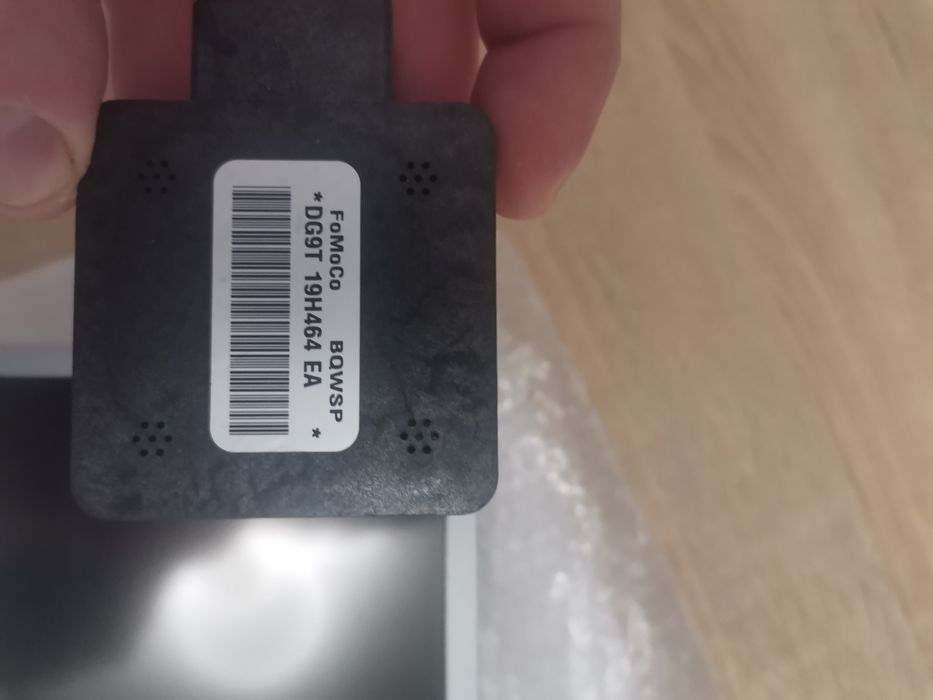 FoMoCo BQWSP
*DG9T 19H464 EA *